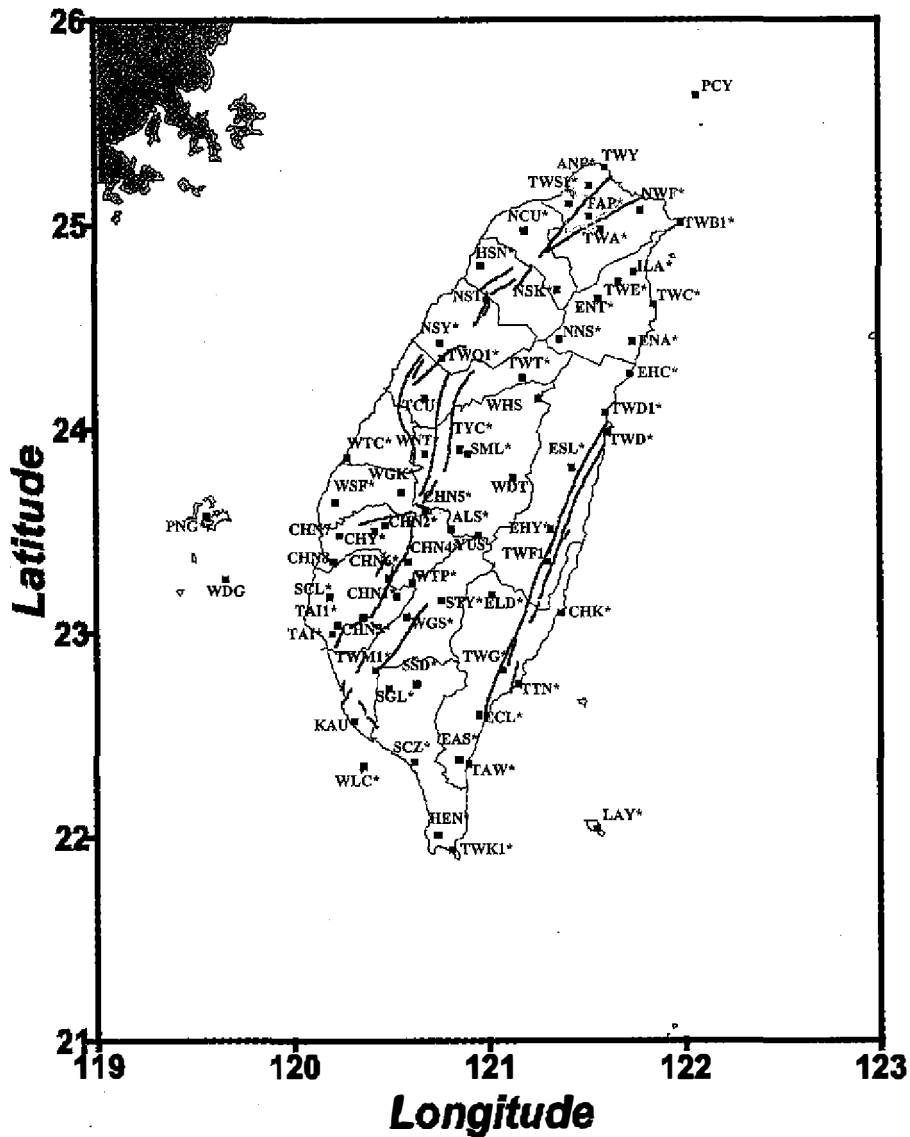 26
PCY
TWY
ANP*
TWS1*
NWF*
FAP*
NCU*
25
TWB1*
TWA*
HSN*
ILA*
NSK*
TWE*
TWC*
NST
ENT*
NSY*
NNS*
ENA*
TWQ1*
TWT*
EHC*
TCU
WHS
TWD1*
TYC*
24
WTC*
WNT
SML*
ESL*
TWD*
WGK
WDT
WSF*
CHN5*
PNG
CHN7
CHN2*
ALS*
EHY*
CHY*
YUS
CHN4*
TWF1
CHN8
WDG
WTP*
SCL*
CHN1*
STY*
ELD*
CHK*
TAI1*
WGS*
23
TAI*
CHN3*
TWM1*
SSD*
TWG*
TTN*
SGL*
KAU
ECL*
SCZ*
EAS*
WLC*
TAW*
HEN*
LAY*
22
TWK1*
21
119
120
121
122
123
Latitude
Longitude